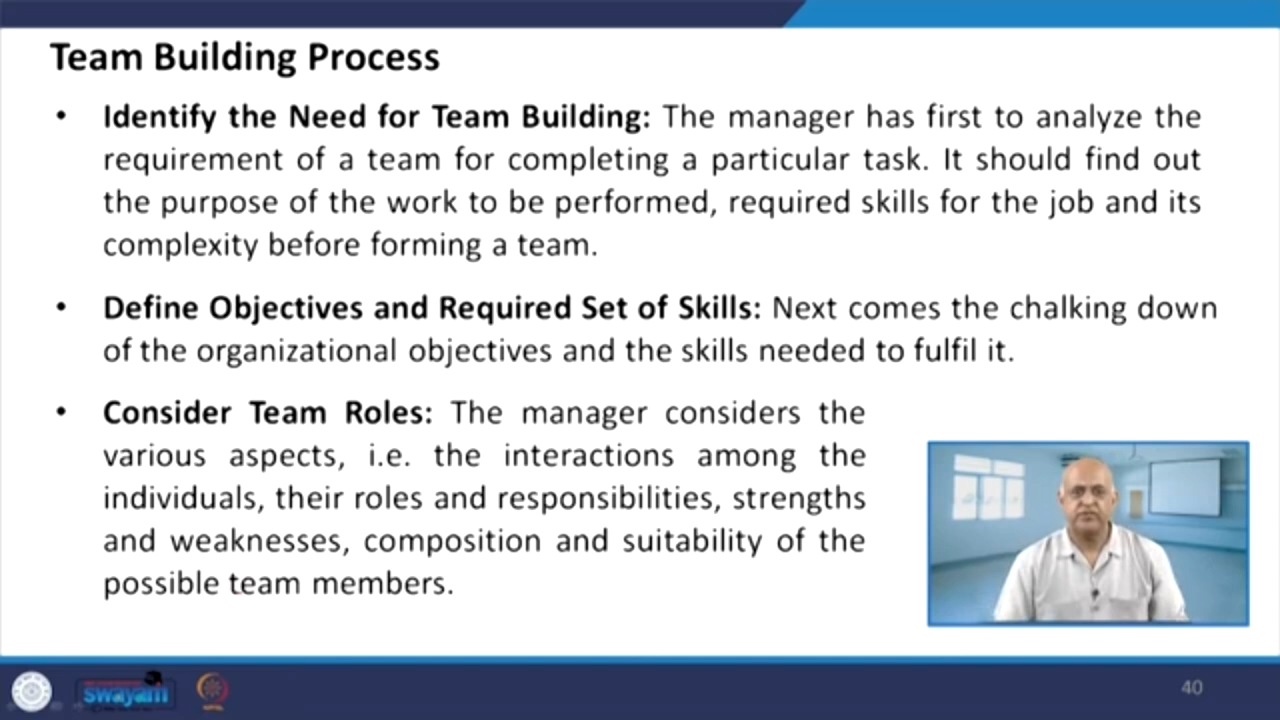 Team Building Process
• Identify the Need for Team Building: The manager has first to analyze the
requirement of a team for completing a particular task. It should find out
the purpose of the work to be performed, required skills for the job and its
complexity before forming a team.
• Define Objectives and Required Set of Skills: Next comes the chalking down
of the organizational objectives and the skills needed to fulfil it.
• Consider Team Roles: The manager considers the
various aspects, i.e. the interactions among the
individuals, their roles and responsibilities, strengths
and weaknesses, composition and suitability of the
possible team members.
swayam
40